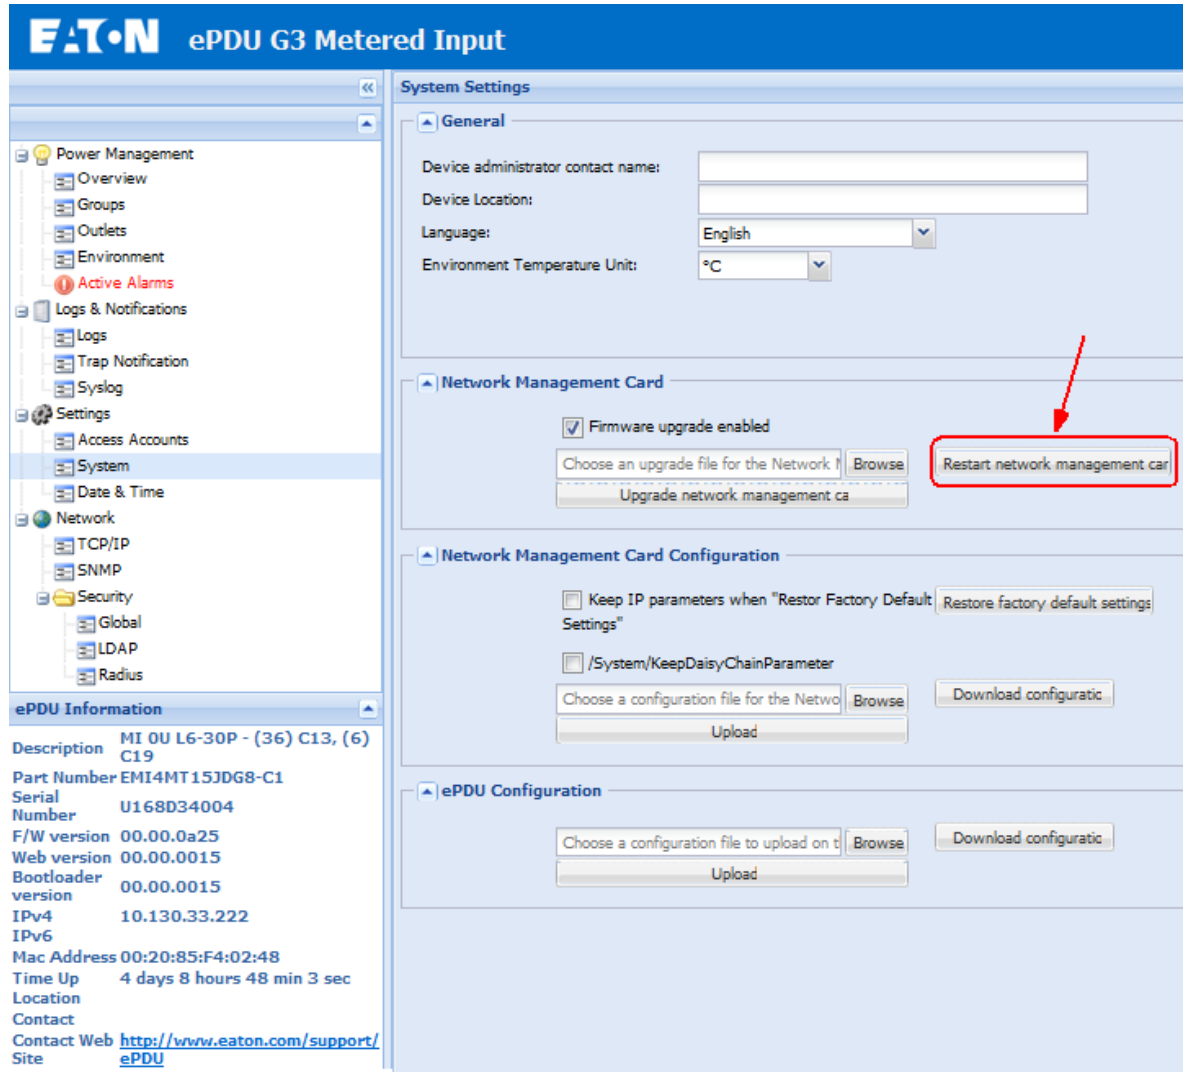 EATON ePDU G3 Metered Input
System Settings
General
Power Management
Overview
Groups
Outlets
Environment
Active Alarms
Logs & Notifications
Logs
Trap Notification
Syslog
Settings
Access Accounts
System
Date & Time
Network
TCP/IP
SNMP
Security
Global
LDAP
Radius
Device administrator contact name:
Device Location:
Language: English
Environment Temperature Unit: °C
Network Management Card
Firmware upgrade enabled
Choose an upgrade file for the Network Browse Restart network management car
Upgrade network management ca
Network Management Card Configuration
Keep IP parameters when "Restor Factory Default Restore factory default settings
Settings"
/System/KeepDaisyChainParameter
Choose a configuration file for the Netwo Browse Download configuratic
Upload
ePDU Configuration
Choose a configuration file to upload on t Browse Download configuratic
Upload
ePDU Information
Description MI 0U L6-30P - (36) C13, (6)
C19
Part Number EMI4MT15JDG8-C1
Serial
Number U168D34004
F/W version 00.00.0a25
Web version 00.00.0015
Bootloader
version 00.00.0015
IPv4 10.130.33.222
IPv6
Mac Address 00:20:85:F4:02:48
Time Up 4 days 8 hours 48 min 3 sec
Location
Contact
Contact Web http://www.eaton.com/support/
Site ePDU